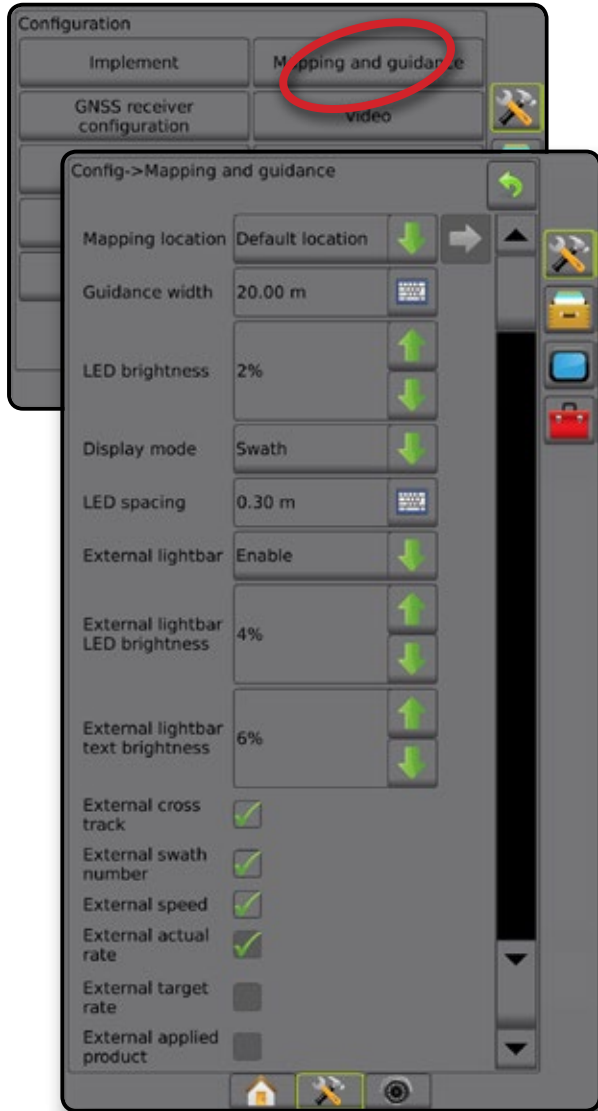 Configuration
Implement
Mapping and guidance
GNSS receiver
configuration
Video
Config->Mapping and guidance
Mapping location
Default location
Guidance width
20.00 m
LED brightness
2%
Display mode
Swath
LED spacing
0.30 m
External lightbar
Enable
External lightbar
LED brightness
4%
External lightbar
text brightness
6%
External cross
track
External swath
number
External speed
External actual
rate
External target
rate
External applied
product